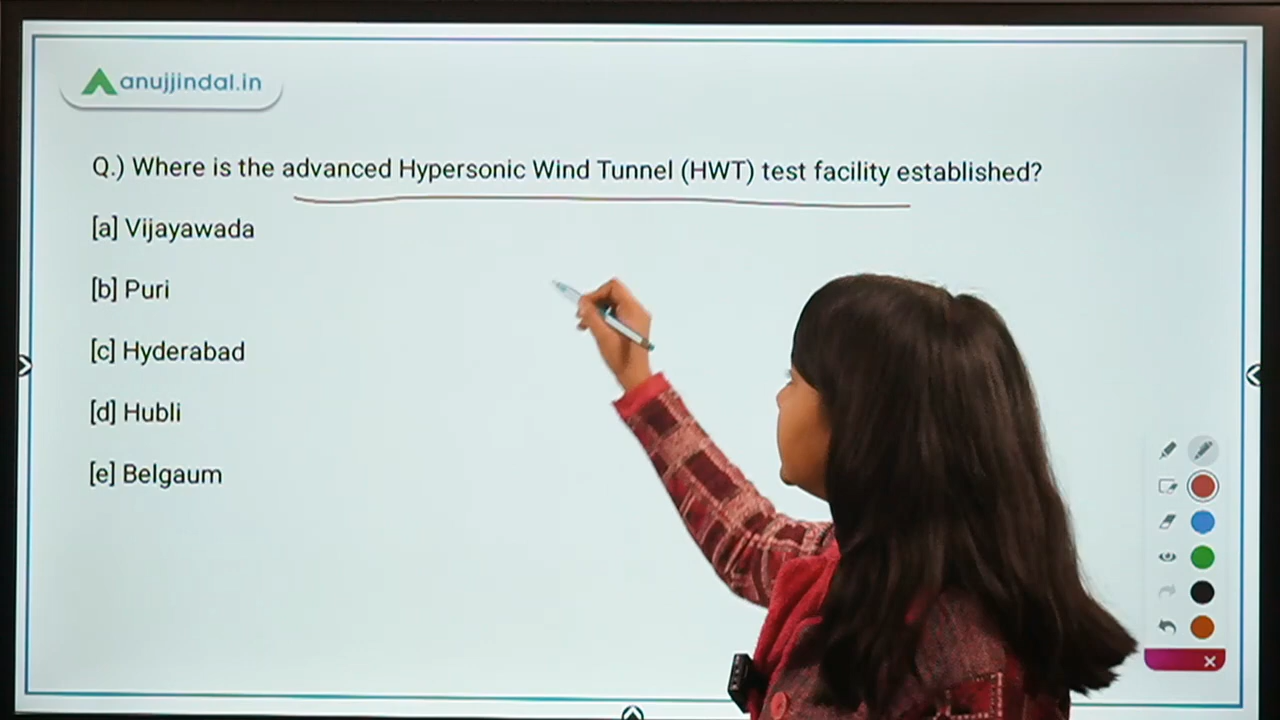 anujjindal.in
Q.) Where is the advanced Hypersonic Wind Tunnel (HWT) test facility established?
[a] Vijayawada
[b] Puri
[c] Hyderabad
[d] Hubli
[e] Belgaum